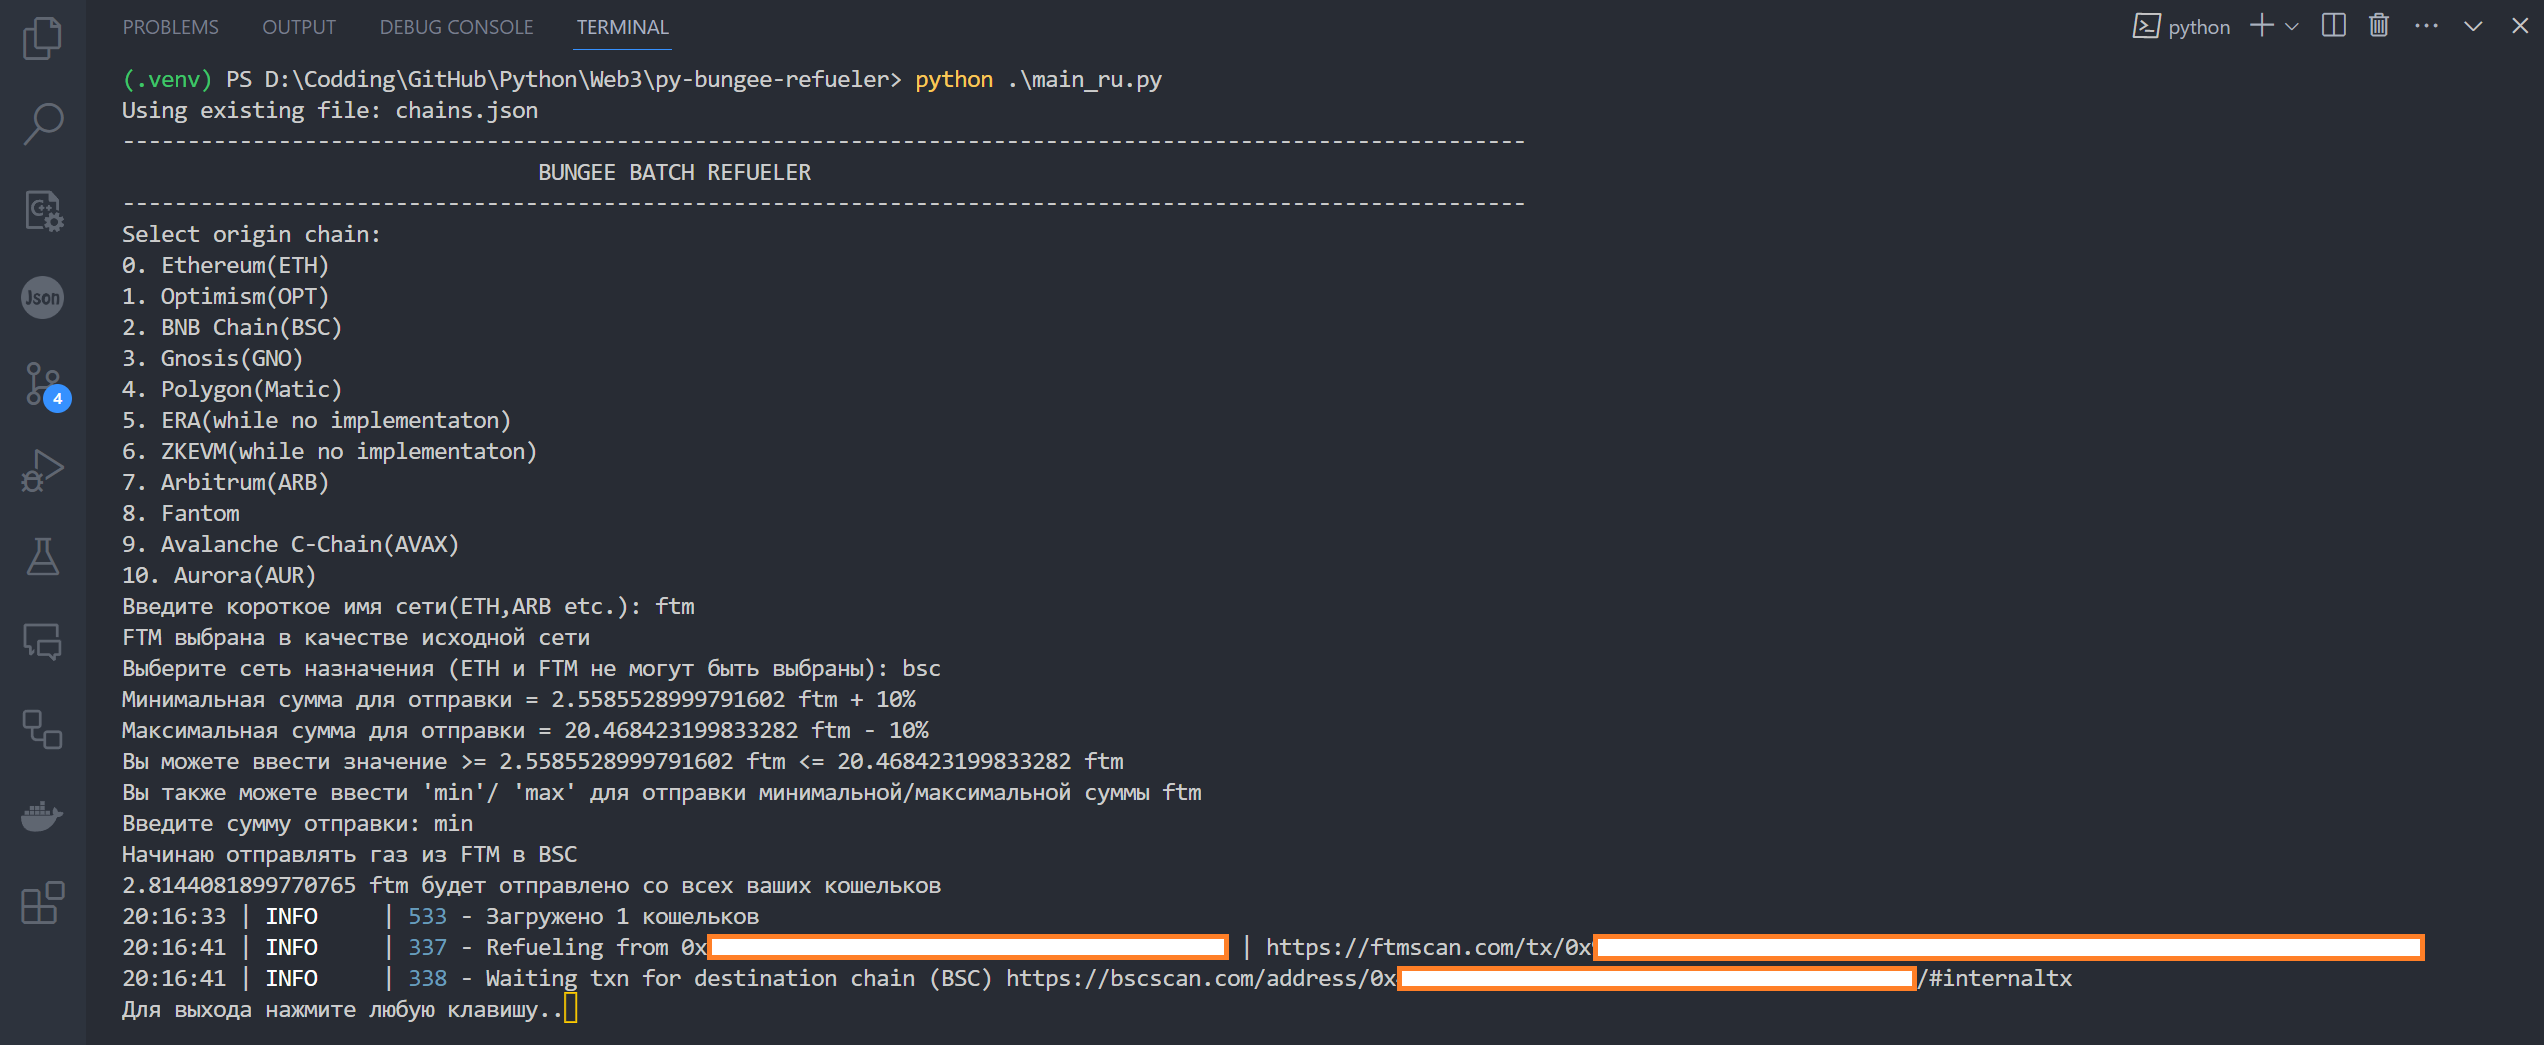 PROBLEMS OUTPUT DEBUG CONSOLE TERMINAL python
(.venv) PS D:\Codding\GitHub\Python\Web3\py-bungee-refueler> python .\main_ru.py
Using existing file: chains.json
------------------------------------------------------------------------------------------------------------
BUNGEE BATCH REFUELER
------------------------------------------------------------------------------------------------------------
Select origin chain:
0. Ethereum(ETH)
1. Optimism(OPT)
2. BNB Chain(BSC)
3. Gnosis(GNO)
4. Polygon(Matic)
5. ERA(while no implementaton)
6. ZKEVM(while no implementaton)
7. Arbitrum(ARB)
8. Fantom
9. Avalanche C-Chain(AVAX)
10. Aurora(AUR)
Введите короткое имя сети(ETH,ARB etc.): ftm
FTM выбрана в качестве исходной сети
Выберите сеть назначения (ETH и FTM не могут быть выбраны): bsc
Минимальная сумма для отправки = 2.5585528999791602 ftm + 10%
Максимальная сумма для отправки = 20.468423199833282 ftm - 10%
Вы можете ввести значение >= 2.5585528999791602 ftm <= 20.468423199833282 ftm
Вы также можете ввести 'min'/ 'max' для отправки минимальной/максимальной суммы ftm
Введите сумму отправки: min
Начинаю отправлять газ из FTM в BSC
2.8144081899770765 ftm будет отправлено со всех ваших кошельков
20:16:33 | INFO | 533 - Загружено 1 кошельков
20:16:41 | INFO | 337 - Refueling from 0x | https://ftmscan.com/tx/0x
20:16:41 | INFO | 338 - Waiting txn for destination chain (BSC) https://bscscan.com/address/0x /#internaltx
Для выхода нажмите любую клавишу..
Json
4